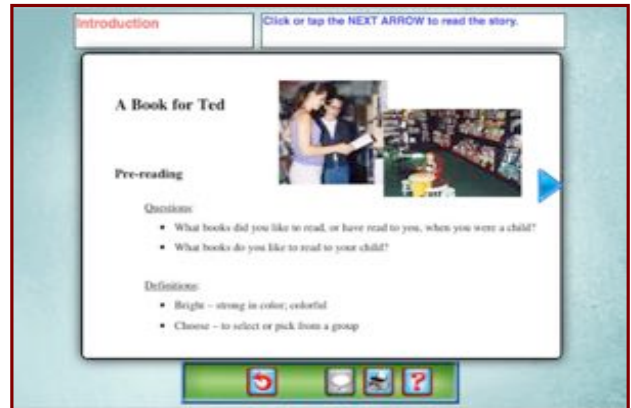 Introduction
Click or tap the NEXT ARROW to read the story.
A Book for Ted
Pre-reading
Questions:
• What books did you like to read, or have read to you, when you were a child?
• What books do you like to read to your child?
Definitions:
• Bright – strong in color; colorful
• Choose – to select or pick from a group
?